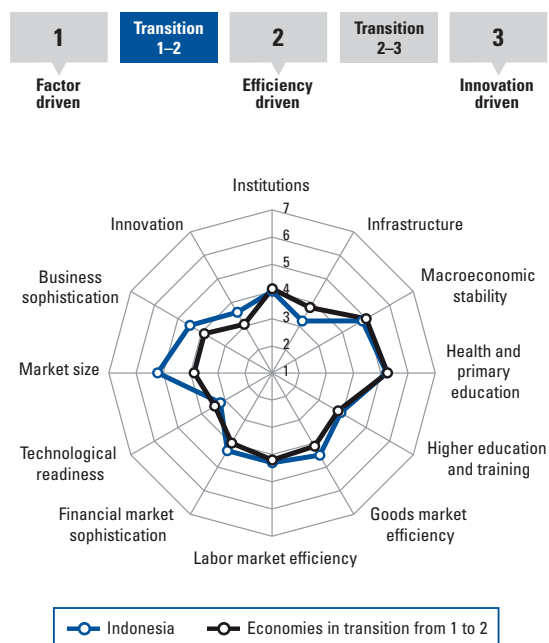 1
Transition
1–2
2
Transition
2–3
3
Factor
driven
Efficiency
driven
Innovation
driven
Institutions
7
6
5
4
3
2
1
Infrastructure
Macroeconomic
stability
Health and
primary
education
Higher education
and training
Goods market
efficiency
Labor market efficiency
Financial market
sophistication
Technological
readiness
Market size
Business
sophistication
Innovation
Indonesia
Economies in transition from 1 to 2